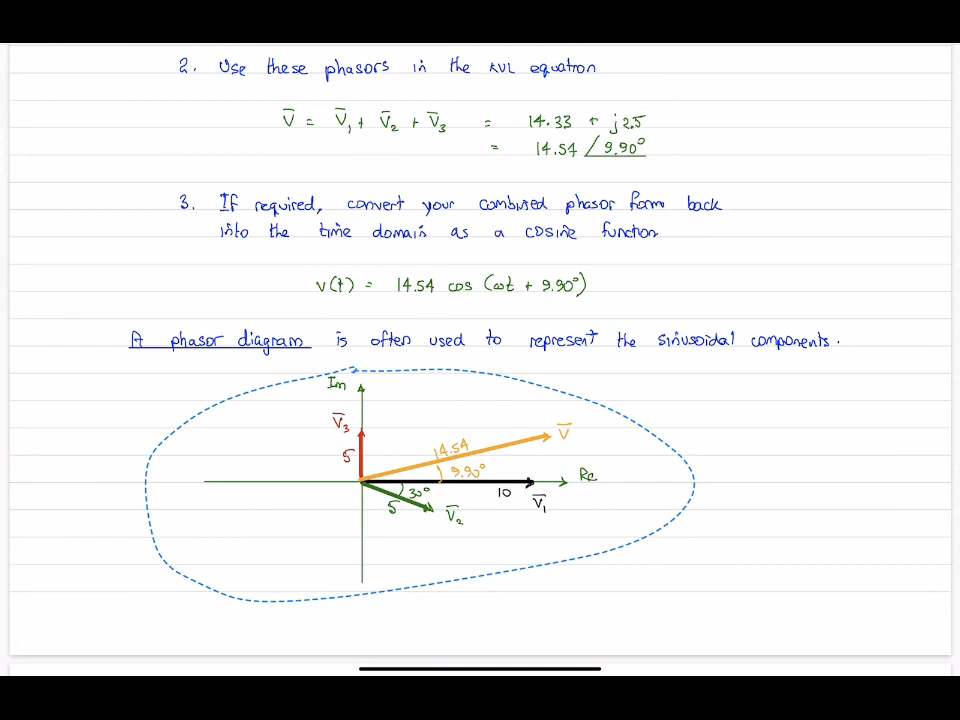 2. Use these phasors in the KVL equation
V̄ = V̄₁ + V̄₂ + V̄₃ = 14.33 + j2.5
= 14.54 ∠9.90°
3. If required, convert your combined phasor form back
into the time domain as a cosine function
v(t) = 14.54 cos (ωt + 9.90°)
A phasor diagram is often used to represent the sinusoidal components.
Im
V̄₃
5
14.54
V̄
9.90°
Re
30°
10
V̄₁
5
V̄₂